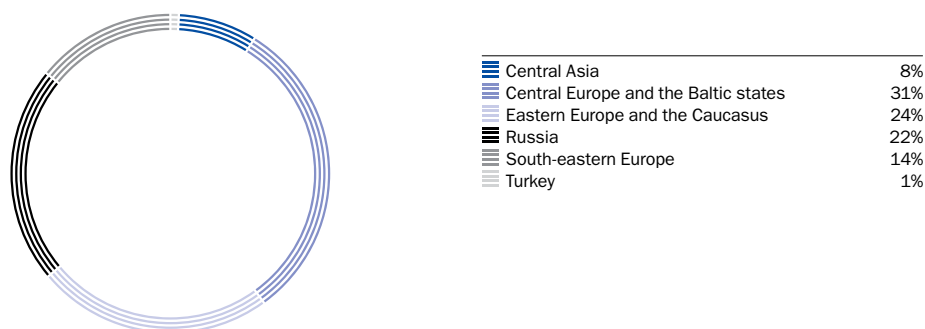 Central Asia 8%
Central Europe and the Baltic states 31%
Eastern Europe and the Caucasus 24%
Russia 22%
South-eastern Europe 14%
Turkey 1%